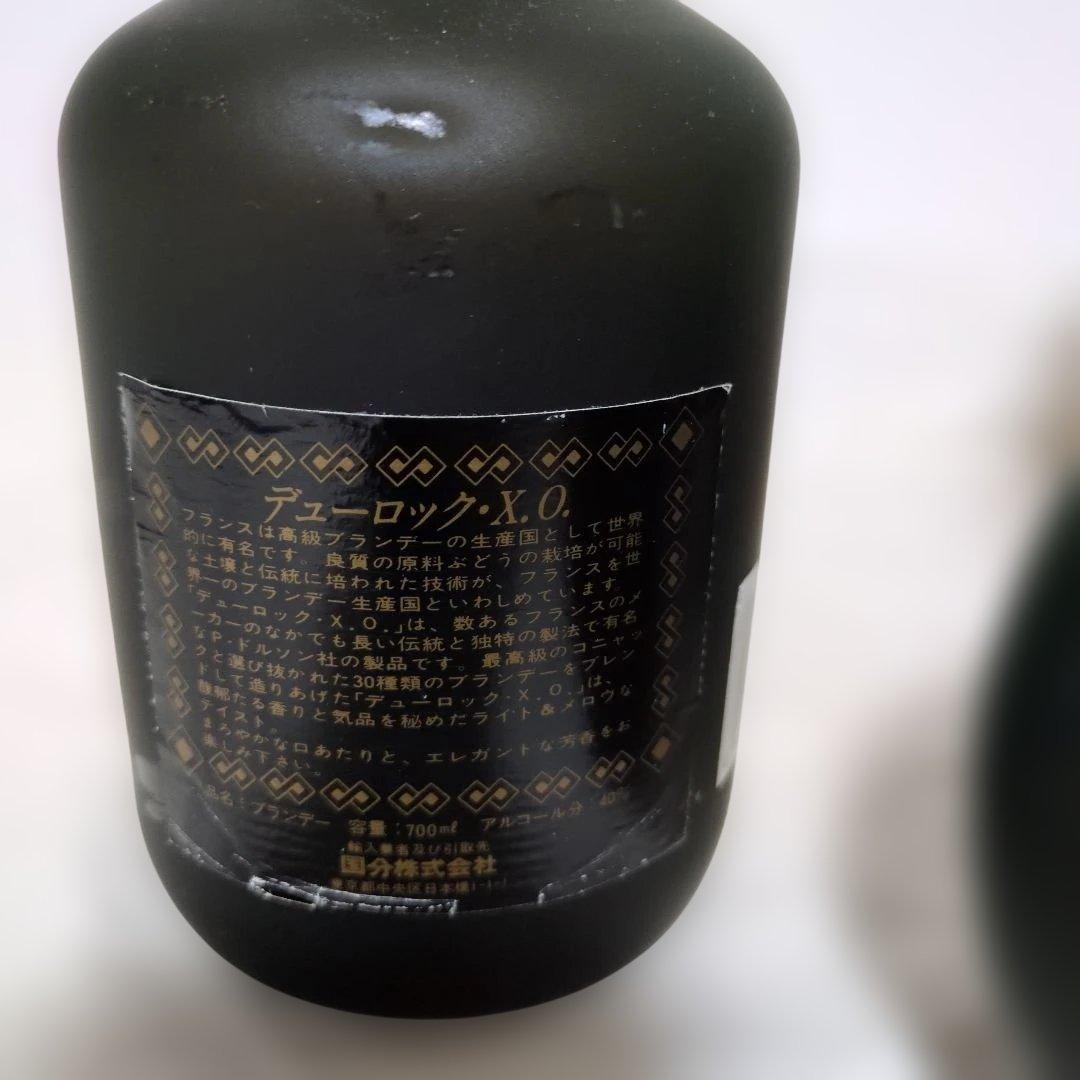 デューロック・X.O.
フランスは高級ブランデーの生産国として世界
的に有名です。良質の原料ぶどうの栽培が可能
な土壌と伝統に培われた技術が、フランスを世
界一のブランデー生産国といわしめています。
「デューロック・X.O.」は、数あるフランスのメ
ーカーのなかでも長い伝統と独特の製法で有名
なP.ドルソン社の製品です。最高級のコニャッ
クと選び抜かれた30種類のブランデーをブレン
ドして造りあげた「デューロック・X.O.」は、
馥郁たる香りと気品を秘めたライト&メロウな
テイスト。
まろやかな口あたりと、エレガントな芳香をお
楽しみ下さい。
品名:ブランデー 容量:700ml アルコール分:40%
輸入業者及び引取先
国分株式会社
東京都中央区日本橋1-1-1